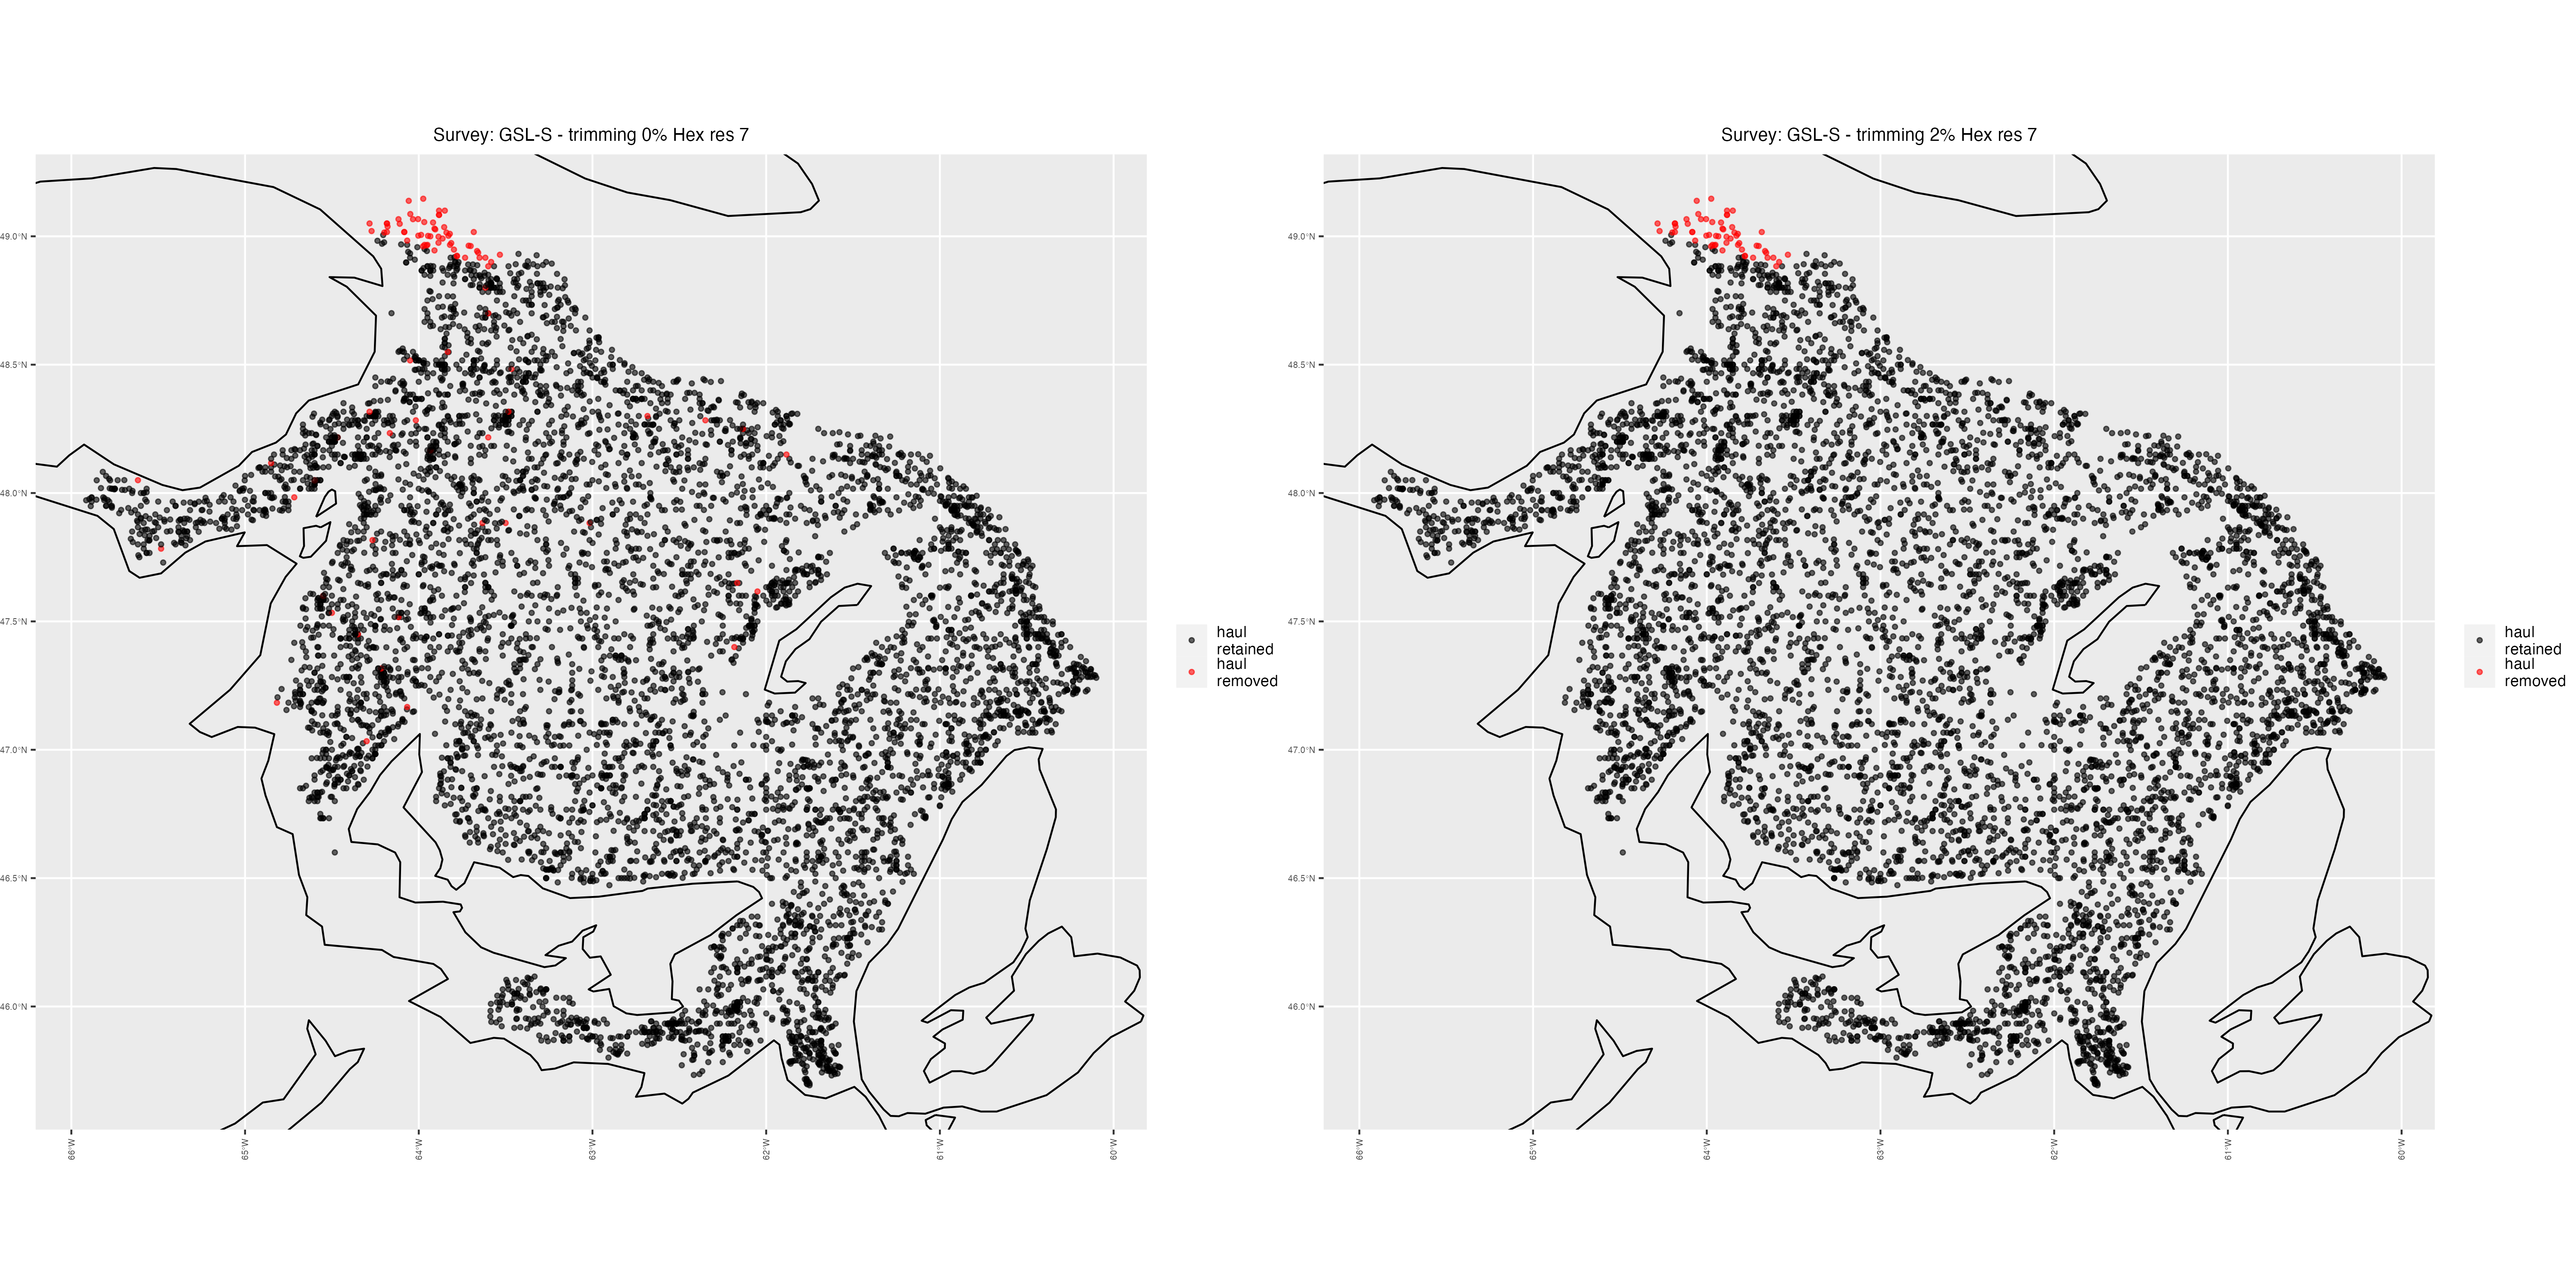 Survey: GSL-S - trimming 0% Hex res 7
49.0°N
48.5°N
48.0°N
47.5°N
47.0°N
46.5°N
46.0°N
66°W
65°W
64°W
63°W
62°W
61°W
60°W
haul
retained
haul
removed
Survey: GSL-S - trimming 2% Hex res 7
49.0°N
48.5°N
48.0°N
47.5°N
47.0°N
46.5°N
46.0°N
66°W
65°W
64°W
63°W
62°W
61°W
60°W
haul
retained
haul
removed